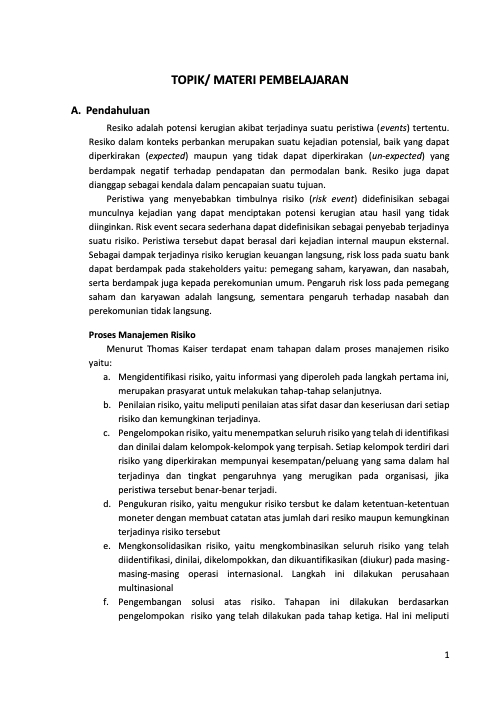 TOPIK/ MATERI PEMBELAJARAN
A. Pendahuluan
Resiko adalah potensi kerugian akibat terjadinya suatu peristiwa (events) tertentu.
Resiko dalam konteks perbankan merupakan suatu kejadian potensial, baik yang dapat
diperkirakan (expected) maupun yang tidak dapat diperkirakan (un-expected) yang
berdampak negatif terhadap pendapatan dan permodalan bank. Resiko juga dapat
dianggap sebagai kendala dalam pencapaian suatu tujuan.
Peristiwa yang menyebabkan timbulnya risiko (risk event) didefinisikan sebagai
munculnya kejadian yang dapat menciptakan potensi kerugian atau hasil yang tidak
diinginkan. Risk event secara sederhana dapat didefinisikan sebagai penyebab terjadinya
suatu risiko. Peristiwa tersebut dapat berasal dari kejadian internal maupun eksternal.
Sebagai dampak terjadinya risiko kerugian keuangan langsung, risk loss pada suatu bank
dapat berdampak pada stakeholders yaitu: pemegang saham, karyawan, dan nasabah,
serta berdampak juga kepada perekomunian umum. Pengaruh risk loss pada pemegang
saham dan karyawan adalah langsung, sementara pengaruh terhadap nasabah dan
perekomunian tidak langsung.
Proses Manajemen Risiko
Menurut Thomas Kaiser terdapat enam tahapan dalam proses manajemen risiko
yaitu:
a. Mengidentifikasi risiko, yaitu informasi yang diperoleh pada langkah pertama ini,
merupakan prasyarat untuk melakukan tahap-tahap selanjutnya.
b. Penilaian risiko, yaitu meliputi penilaian atas sifat dasar dan keseriusan dari setiap
risiko dan kemungkinan terjadinya.
c. Pengelompokan risiko, yaitu menempatkan seluruh risiko yang telah di identifikasi
dan dinilai dalam kelompok-kelompok yang terpisah. Setiap kelompok terdiri dari
risiko yang diperkirakan mempunyai kesempatan/peluang yang sama dalam hal
terjadinya dan tingkat pengaruhnya yang merugikan pada organisasi, jika
peristiwa tersebut benar-benar terjadi.
d. Pengukuran risiko, yaitu mengukur risiko tersbut ke dalam ketentuan-ketentuan
moneter dengan membuat catatan atas jumlah dari resiko maupun kemungkinan
terjadinya risiko tersebut
e. Mengkonsolidasikan risiko, yaitu mengkombinasikan seluruh risiko yang telah
diidentifikasi, dinilai, dikelompokkan, dan dikuantifikasikan (diukur) pada masing-
masing-masing operasi internasional. Langkah ini dilakukan perusahaan
multinasional
f. Pengembangan solusi atas risiko. Tahapan ini dilakukan berdasarkan
pengelompokan risiko yang telah dilakukan pada tahap ketiga. Hal ini meliputi
1